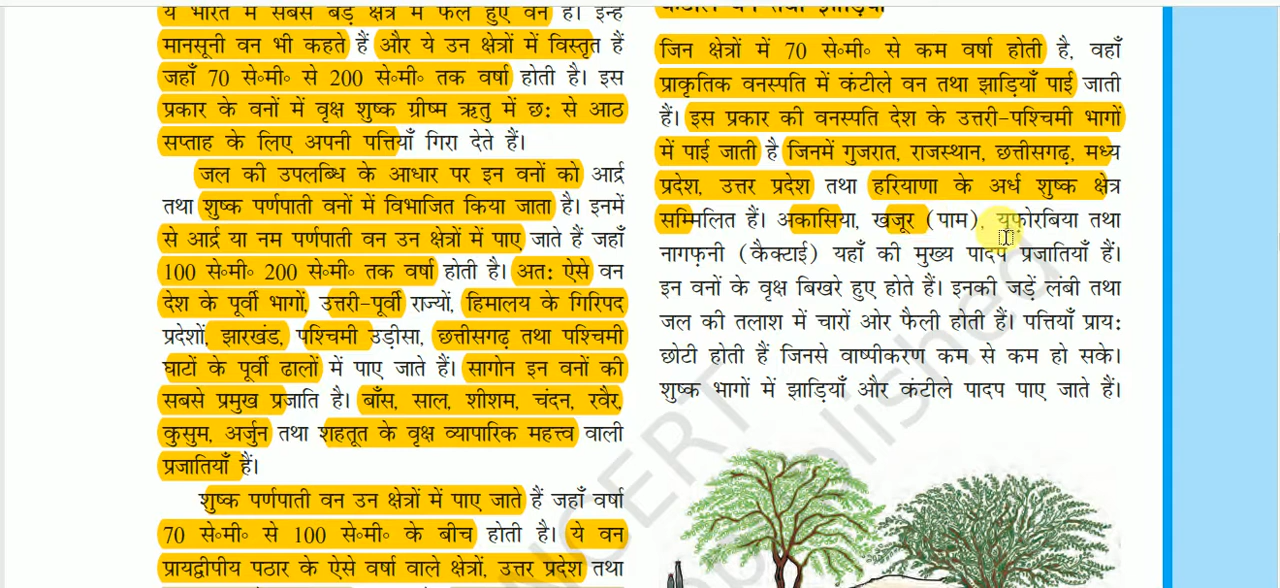 ये भारत में सबसे बड़े क्षेत्र में फैले हुए वन हैं। इन्हें
मानसूनी वन भी कहते हैं और ये उन क्षेत्रों में विस्तृत हैं
जहाँ 70 से॰मी॰ से 200 से॰मी॰ तक वर्षा होती है। इस
प्रकार के वनों में वृक्ष शुष्क ग्रीष्म ऋतु में छः से आठ
सप्ताह के लिए अपनी पत्तियाँ गिरा देते हैं।
जल की उपलब्धि के आधार पर इन वनों को आर्द्र
तथा शुष्क पर्णपाती वनों में विभाजित किया जाता है। इनमें
से आर्द्र या नम पर्णपाती वन उन क्षेत्रों में पाए जाते हैं जहाँ
100 से॰मी॰ 200 से॰मी॰ तक वर्षा होती है। अतः ऐसे वन
देश के पूर्वी भागों, उत्तरी-पूर्वी राज्यों, हिमालय के गिरिपद
प्रदेशों, झारखंड, पश्चिमी उड़ीसा, छत्तीसगढ़ तथा पश्चिमी
घाटों के पूर्वी ढालों में पाए जाते हैं। सागोन इन वनों की
सबसे प्रमुख प्रजाति है। बाँस, साल, शीशम, चंदन, रवैर,
कुसुम, अर्जुन तथा शहतूत के वृक्ष व्यापारिक महत्त्व वाली
प्रजातियाँ हैं।
शुष्क पर्णपाती वन उन क्षेत्रों में पाए जाते हैं जहाँ वर्षा
70 से॰मी॰ से 100 से॰मी॰ के बीच होती है। ये वन
प्रायद्वीपीय पठार के ऐसे वर्षा वाले क्षेत्रों, उत्तर प्रदेश तथा
कंटीले वन तथा झाड़ियाँ
जिन क्षेत्रों में 70 से॰मी॰ से कम वर्षा होती है, वहाँ
प्राकृतिक वनस्पति में कंटीले वन तथा झाड़ियाँ पाई जाती
हैं। इस प्रकार की वनस्पति देश के उत्तरी-पश्चिमी भागों
में पाई जाती है जिनमें गुजरात, राजस्थान, छत्तीसगढ़, मध्य
प्रदेश, उत्तर प्रदेश तथा हरियाणा के अर्ध शुष्क क्षेत्र
सम्मिलित हैं। अकासिया, खजूर (पाम), यूफोरबिया तथा
नागफ़नी (कैक्टाई) यहाँ की मुख्य पादप प्रजातियाँ हैं।
इन वनों के वृक्ष बिखरे हुए होते हैं। इनकी जड़ें लंबी तथा
जल की तलाश में चारों ओर फैली होती हैं। पत्तियाँ प्रायः
छोटी होती हैं जिनसे वाष्पीकरण कम से कम हो सके।
शुष्क भागों में झाड़ियाँ और कंटीले पादप पाए जाते हैं।
NCERT